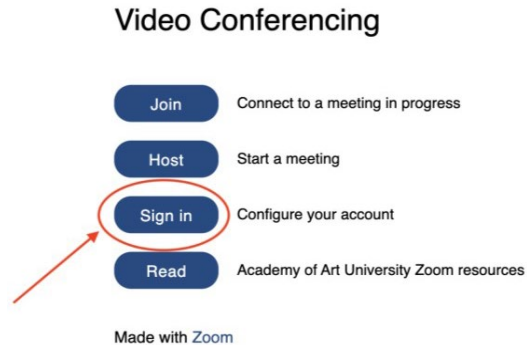 Video Conferencing
Join Connect to a meeting in progress
Host Start a meeting
Sign in Configure your account
Read Academy of Art University Zoom resources
Made with Zoom